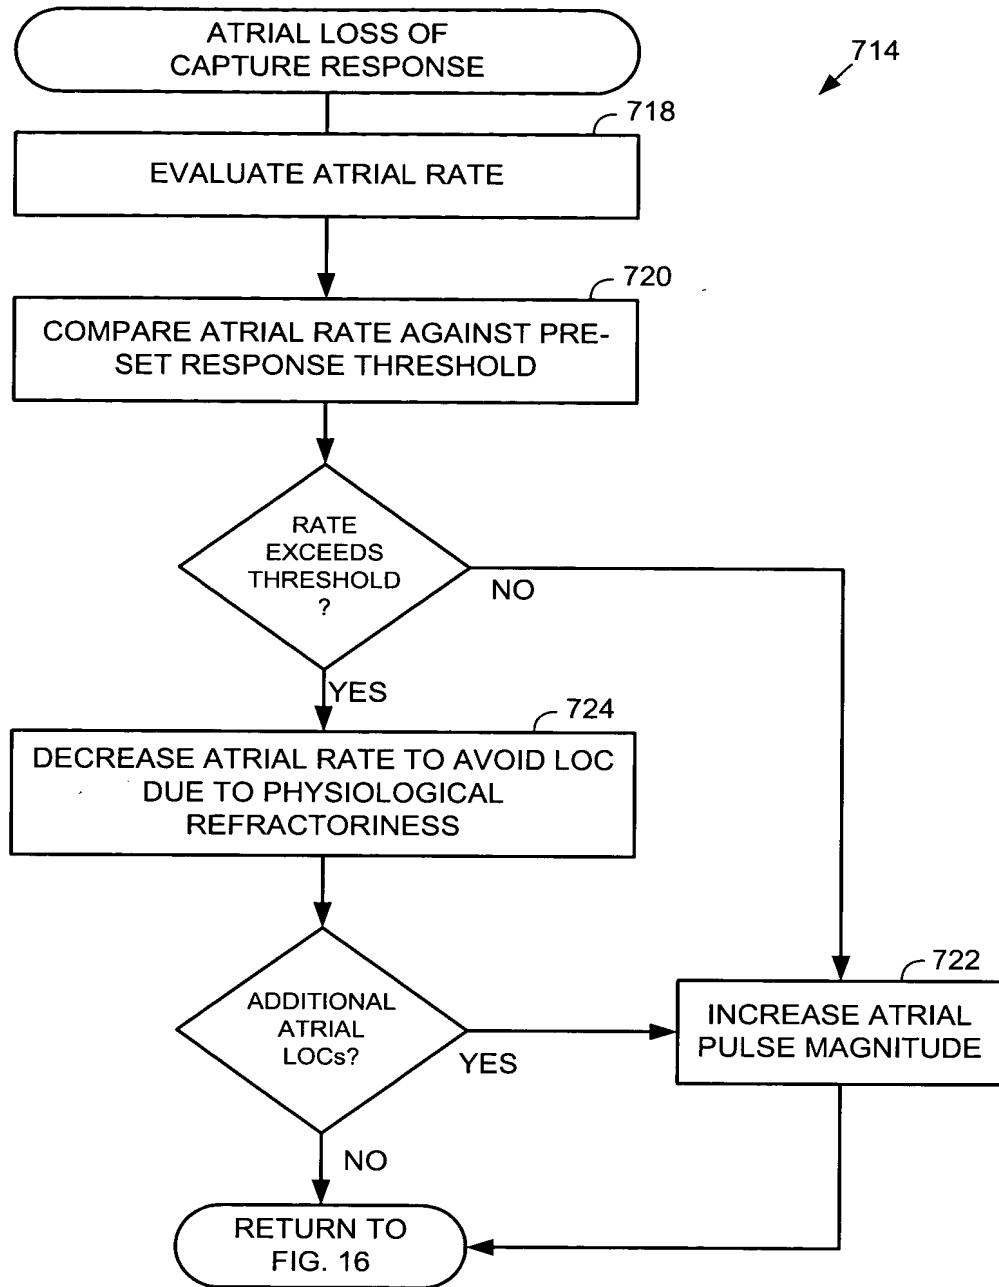 ATRIAL LOSS OF
CAPTURE RESPONSE
714
718
EVALUATE ATRIAL RATE
720
COMPARE ATRIAL RATE AGAINST PRE-
SET RESPONSE THRESHOLD
RATE
EXCEEDS
THRESHOLD
?
NO
YES
724
DECREASE ATRIAL RATE TO AVOID LOC
DUE TO PHYSIOLOGICAL
REFRACTORINESS
ADDITIONAL
ATRIAL
LOCs?
YES
722
INCREASE ATRIAL
PULSE MAGNITUDE
NO
RETURN TO
FIG. 16